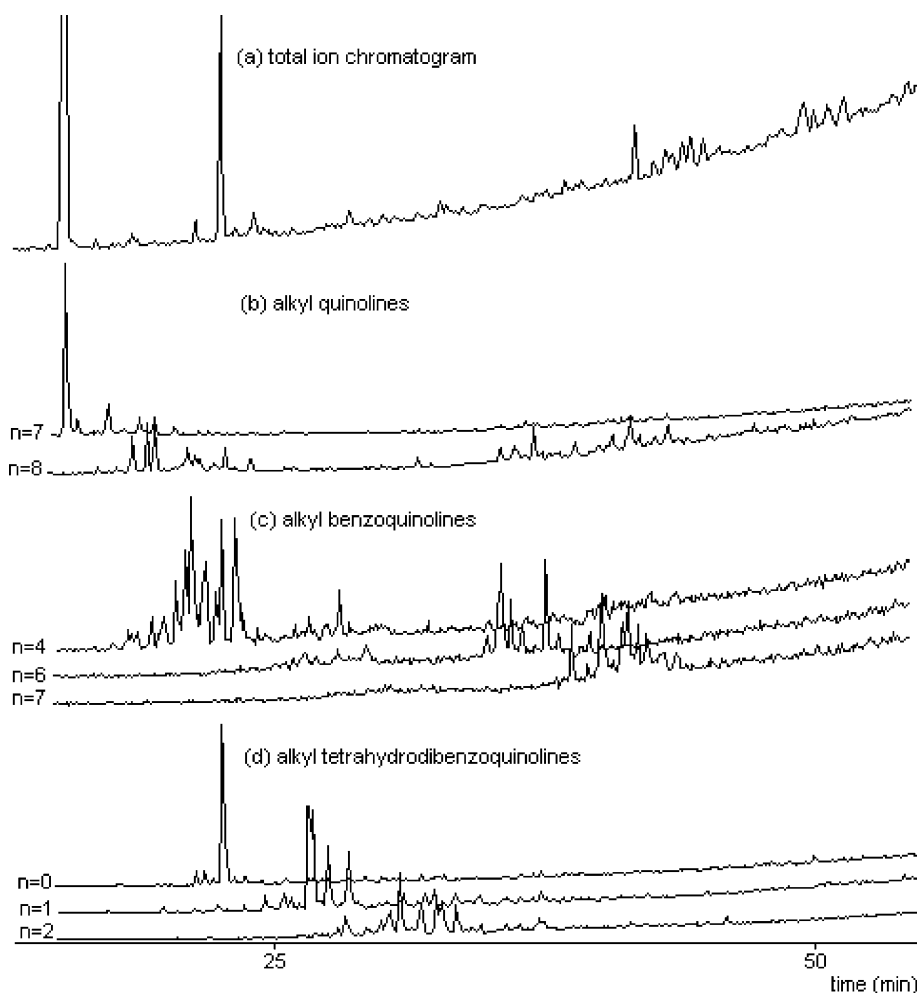 (a) total ion chromatogram
(b) alkyl quinolines
n=7
n=8
(c) alkyl benzoquinolines
n=4
n=6
n=7
(d) alkyl tetrahydrodibenzoquinolines
n=0
n=1
n=2
25 50
time (min)